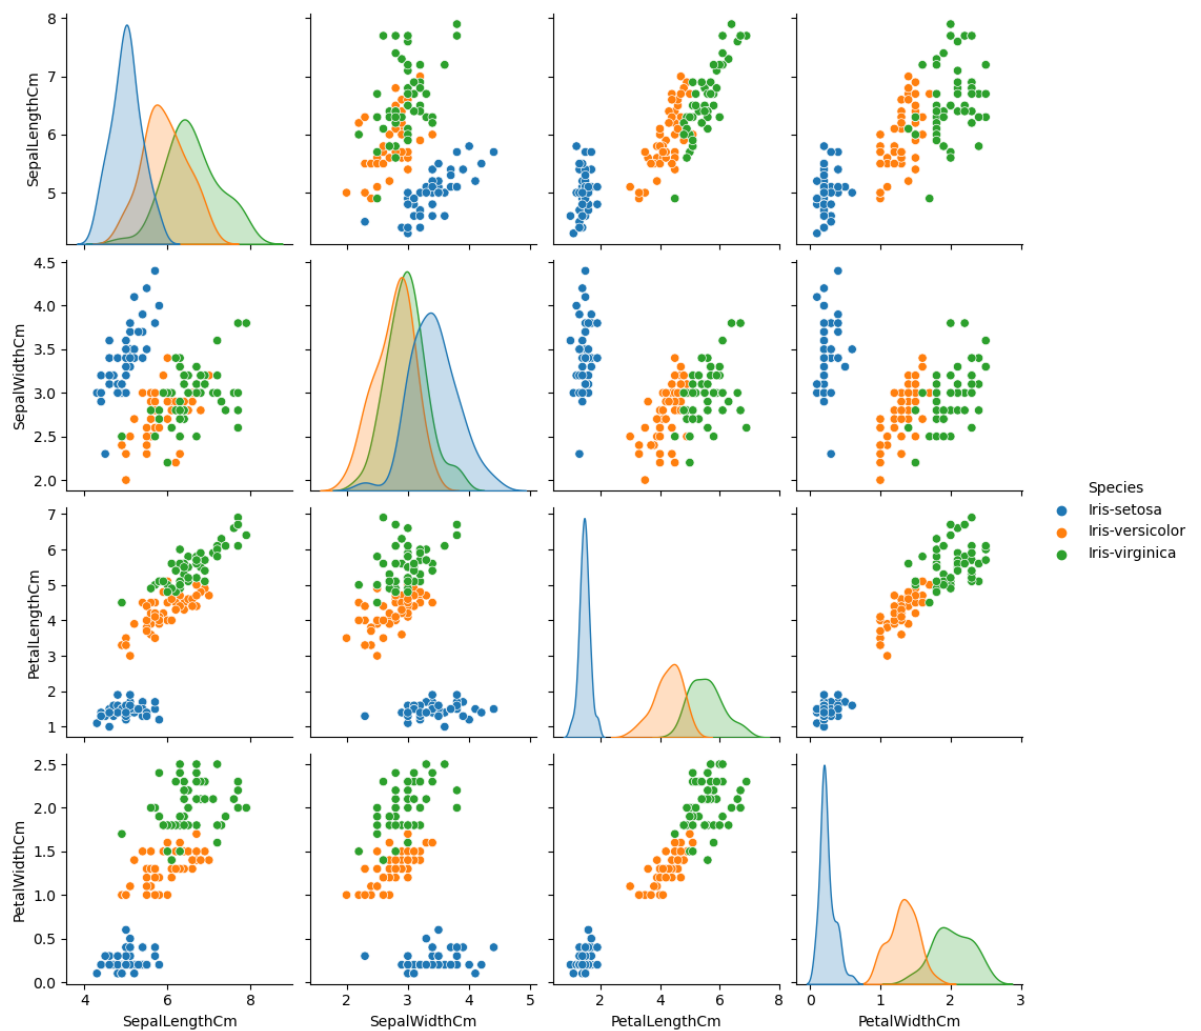 8
7
6
5
SepalLengthCm
4.5
4.0
3.5
3.0
2.5
2.0
SepalWidthCm
Species
Iris-setosa
Iris-versicolor
Iris-virginica
7
6
5
4
3
2
1
PetalLengthCm
2.5
2.0
1.5
1.0
0.5
0.0
PetalWidthCm
4 6 8
2 3 4 5
2 4 6 8
0 1 2 3
SepalLengthCm
SepalWidthCm
PetalLengthCm
PetalWidthCm